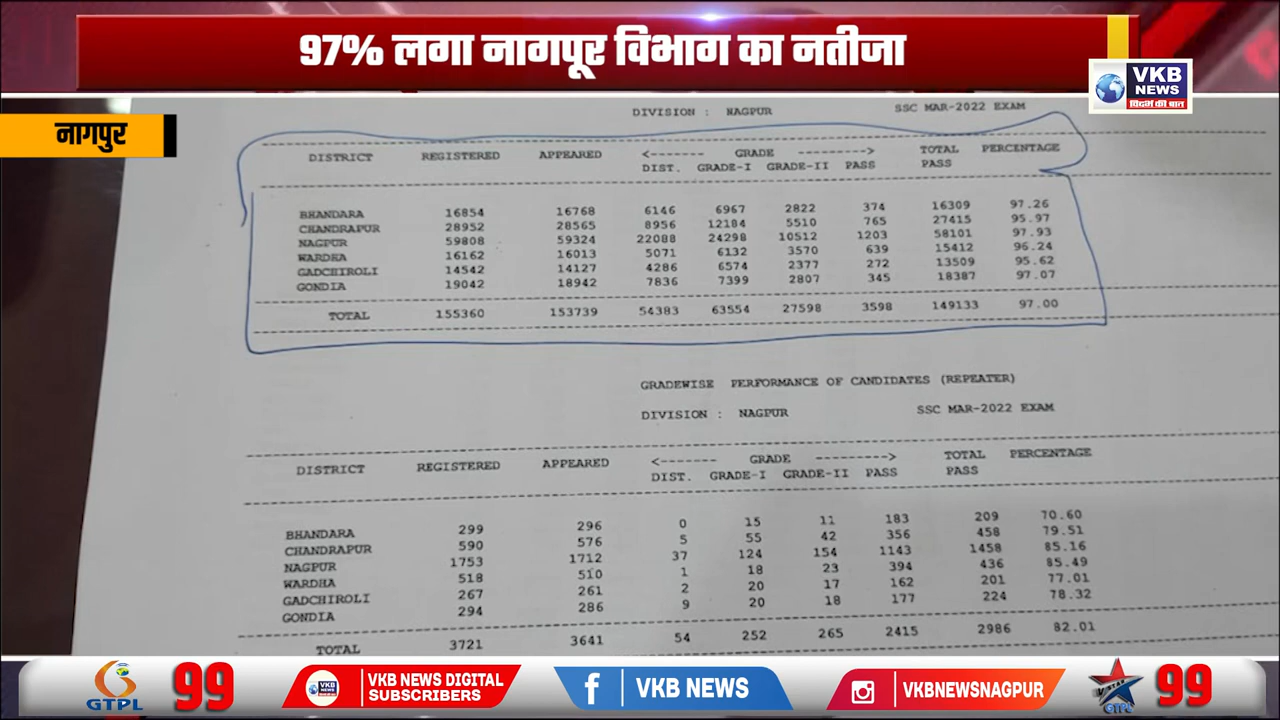 97% लगा नागपूर विभाग का नतीजा
VKB
NEWS
विदर्भ की बात
नागपुर
DIVISION : NAGPUR SSC MAR-2022 EXAM
DISTRICT REGISTERED APPEARED <------- GRADE ---------> TOTAL PERCENTAGE
DIST. GRADE-I GRADE-II PASS PASS
BHANDARA 16854 16768 6146 6967 2822 374 16309 97.26
CHANDRAPUR 28952 28565 8956 12184 5510 765 27415 95.97
NAGPUR 59808 59324 22088 24298 10512 1203 58101 97.93
WARDHA 16162 16013 5071 6132 3570 639 15412 96.24
GADCHIROLI 14542 14127 4286 6574 2377 272 13509 95.62
GONDIA 19042 18942 7836 7399 2807 345 18387 97.07
TOTAL 155360 153739 54383 63554 27598 3598 149133 97.00
GRADEWISE PERFORMANCE OF CANDIDATES (REPEATER)
DIVISION : NAGPUR SSC MAR-2022 EXAM
DISTRICT REGISTERED APPEARED <------- GRADE ---------> TOTAL PERCENTAGE
DIST. GRADE-I GRADE-II PASS PASS
BHANDARA 299 296 0 15 11 183 209 70.60
CHANDRAPUR 590 576 5 55 42 356 458 79.51
NAGPUR 1753 1712 37 124 154 1143 1458 85.16
WARDHA 518 510 1 18 23 394 436 85.49
GADCHIROLI 267 261 2 20 17 162 201 77.01
GONDIA 294 286 9 20 18 177 224 78.32
TOTAL 3721 3641 54 252 265 2415 2986 82.01
GTPL 99 VKB NEWS DIGITAL
SUBSCRIBERS
VKB NEWS
VKBNEWSNAGPUR
V STAR
GTPL 99